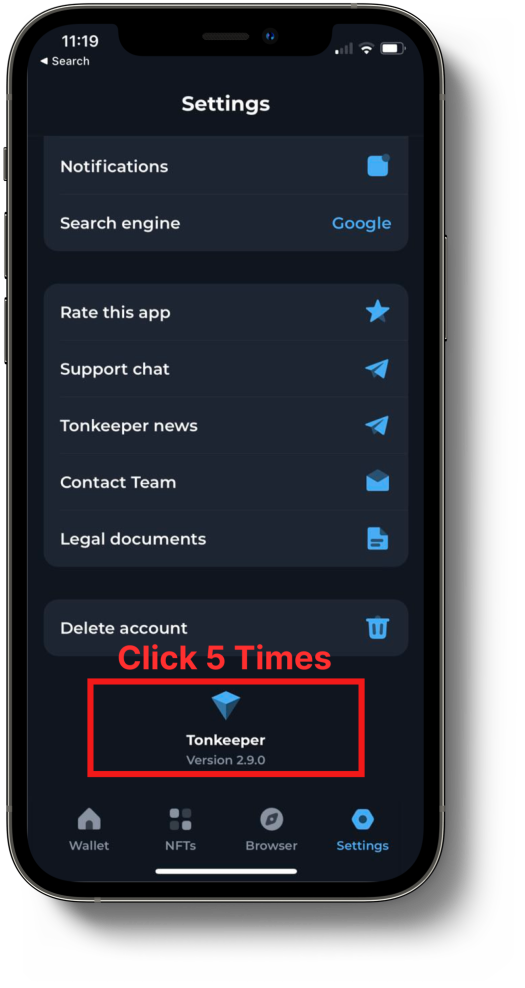 11:19
◀ Search
Settings
Notifications
Search engine Google
Rate this app
Support chat
Tonkeeper news
Contact Team
Legal documents
Delete account
Click 5 Times
Tonkeeper
Version 2.9.0
Wallet NFTs Browser Settings